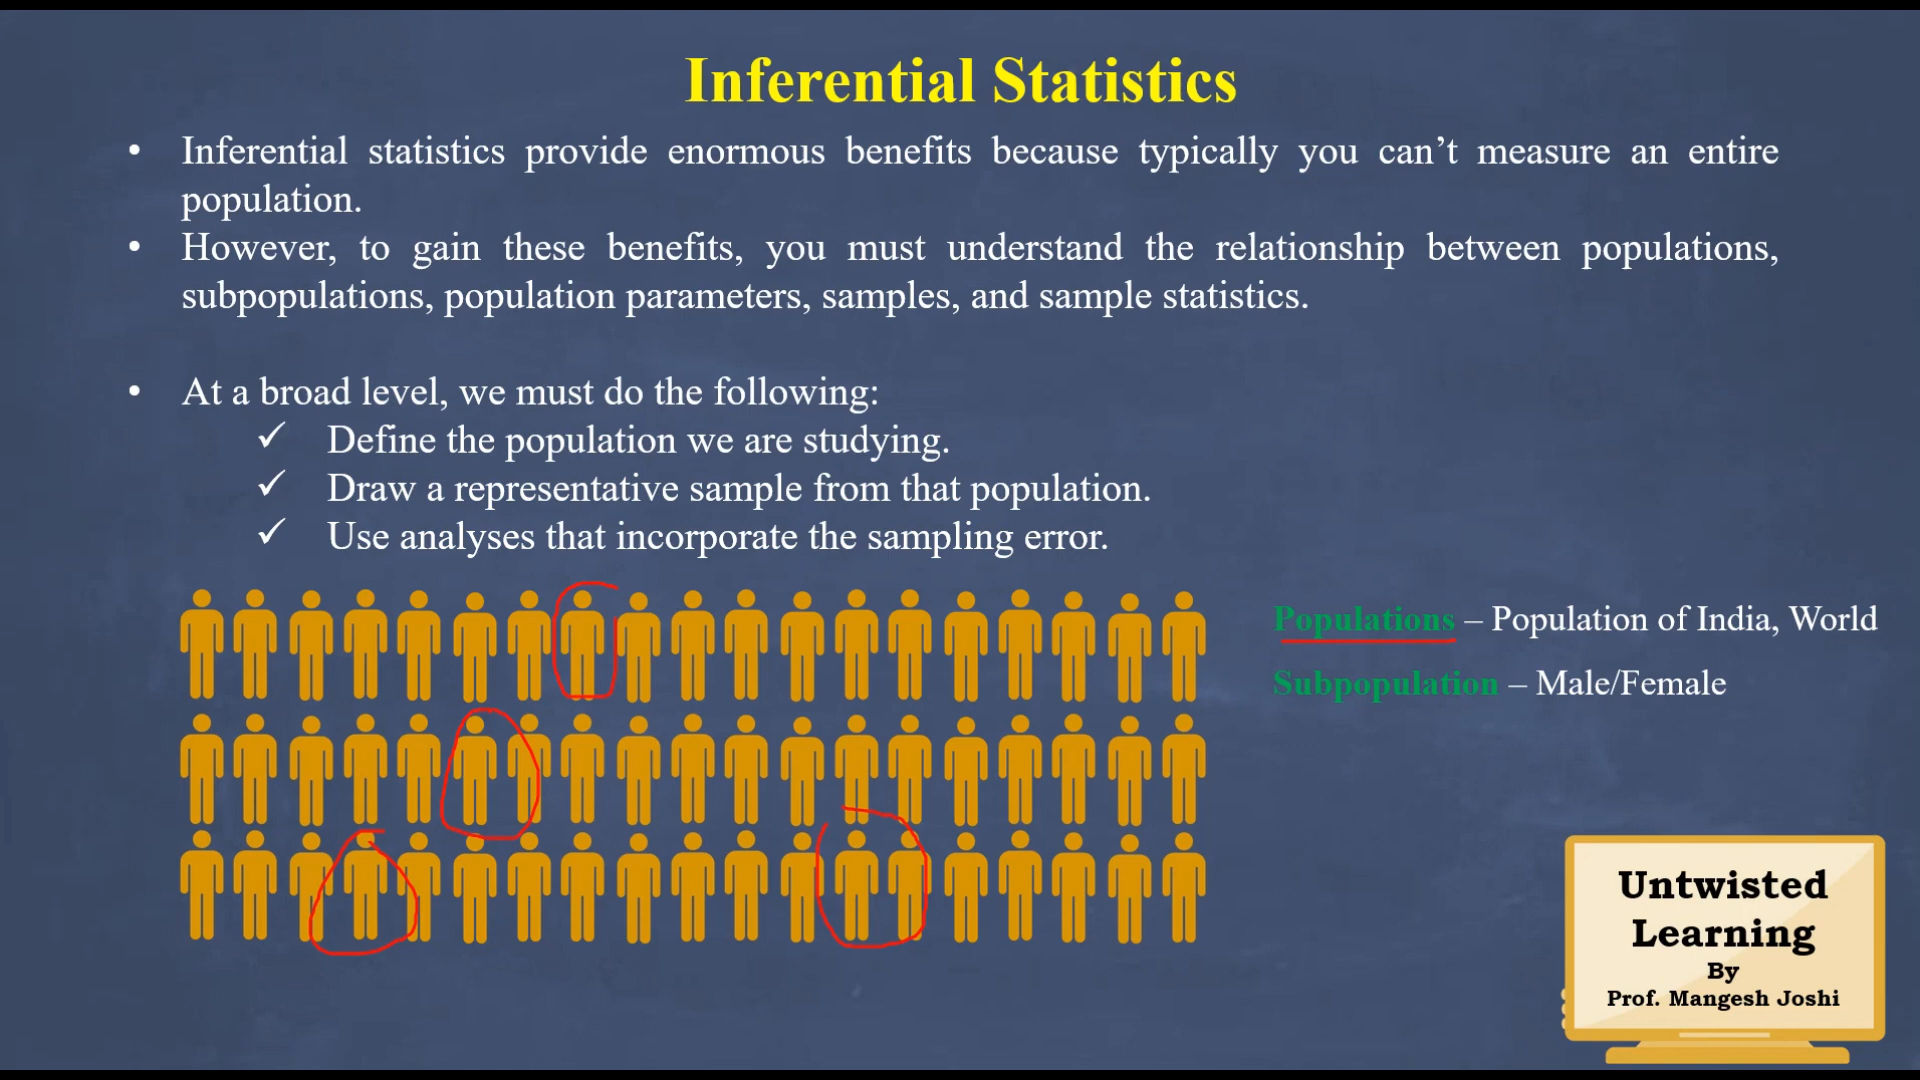 Inferential Statistics
• Inferential statistics provide enormous benefits because typically you can’t measure an entire
population.
• However, to gain these benefits, you must understand the relationship between populations,
subpopulations, population parameters, samples, and sample statistics.
• At a broad level, we must do the following:
✓ Define the population we are studying.
✓ Draw a representative sample from that population.
✓ Use analyses that incorporate the sampling error.
Populations – Population of India, World
Subpopulation – Male/Female
Untwisted
Learning
By
Prof. Mangesh Joshi